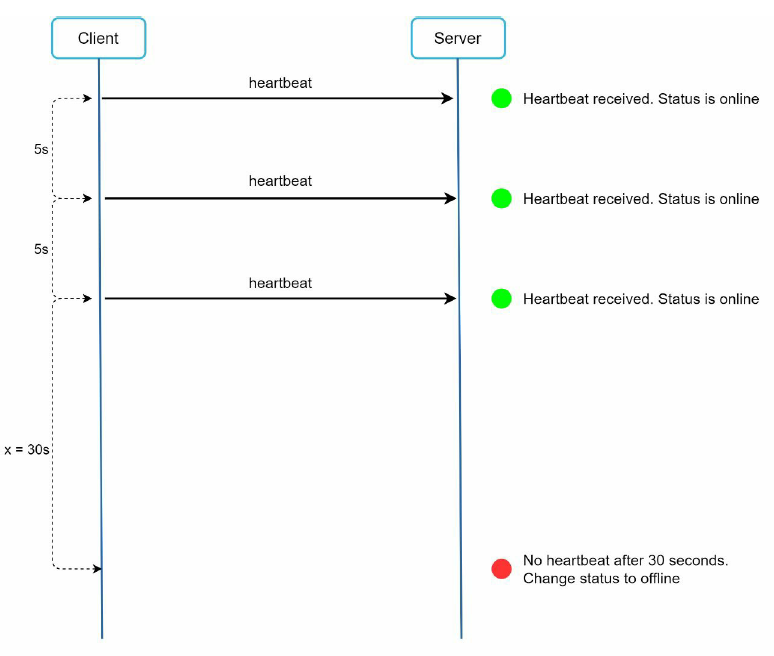 Client
Server
heartbeat
Heartbeat received. Status is online
5s
heartbeat
Heartbeat received. Status is online
5s
heartbeat
Heartbeat received. Status is online
x = 30s
No heartbeat after 30 seconds.
Change status to offline